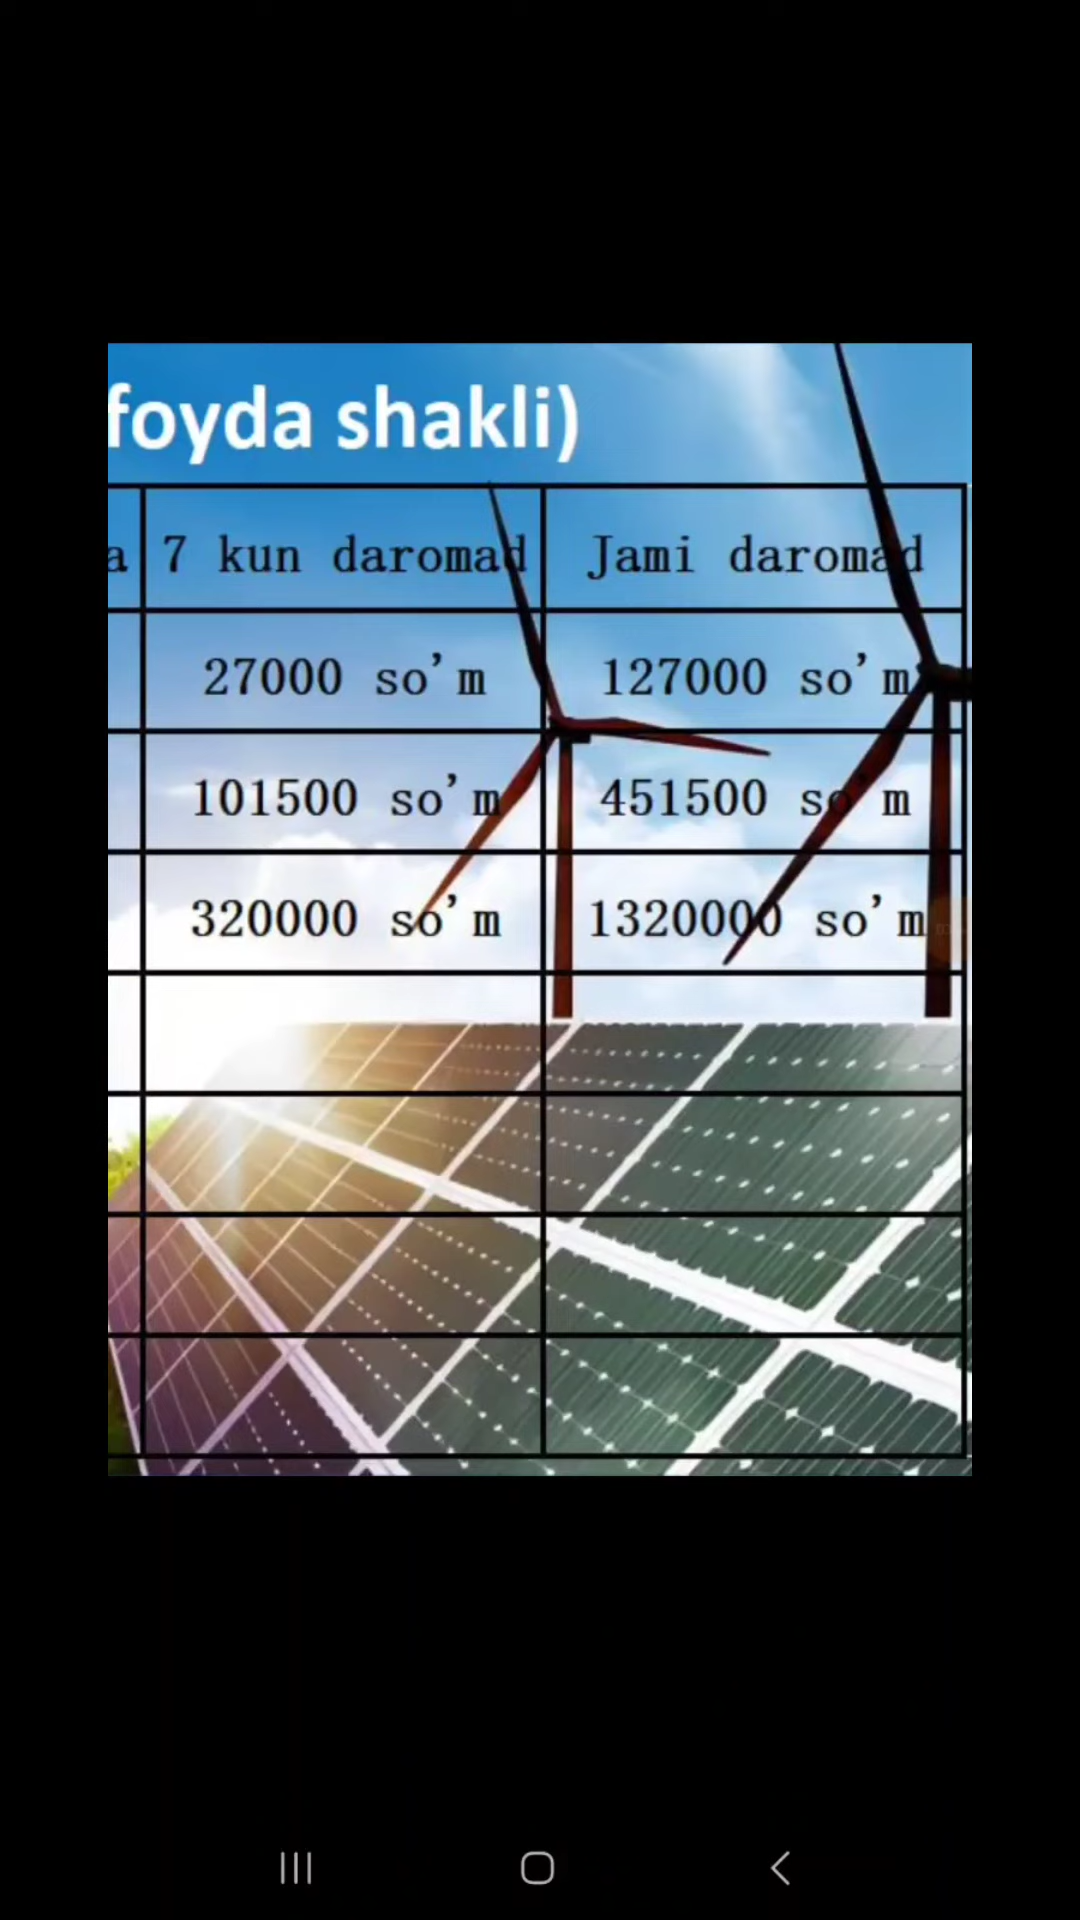 foyda shakli)
a 7 kun daromad Jami daromad
27000 so'm 127000 so'm
101500 so'm 451500 so'm
320000 so'm 1320000 so'm